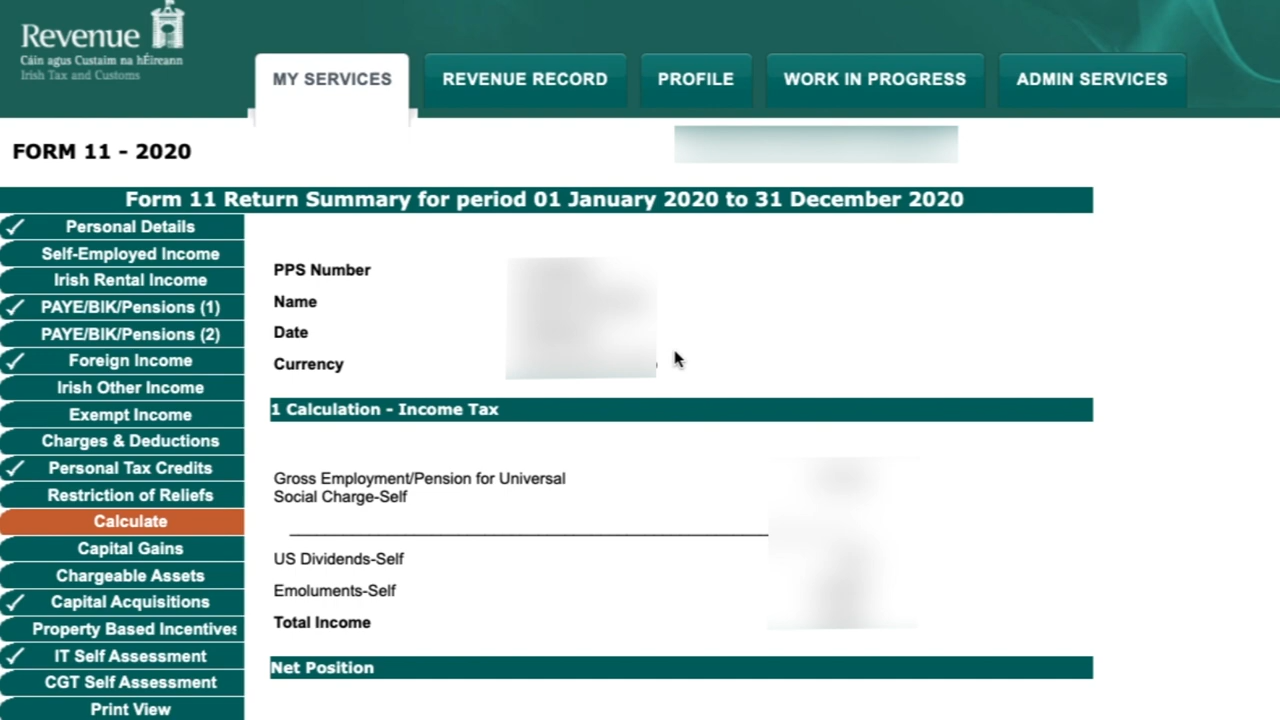 Revenue
Cáin agus Custaim na hÉireann
Irish Tax and Customs
MY SERVICES
REVENUE RECORD
PROFILE
WORK IN PROGRESS
ADMIN SERVICES
FORM 11 - 2020
Form 11 Return Summary for period 01 January 2020 to 31 December 2020
Personal Details
Self-Employed Income
Irish Rental Income
PAYE/BIK/Pensions (1)
PAYE/BIK/Pensions (2)
Foreign Income
Irish Other Income
Exempt Income
Charges & Deductions
Personal Tax Credits
Restriction of Reliefs
Calculate
Capital Gains
Chargeable Assets
Capital Acquisitions
Property Based Incentives
IT Self Assessment
CGT Self Assessment
Print View
PPS Number
Name
Date
Currency
1 Calculation - Income Tax
Gross Employment/Pension for Universal
Social Charge-Self
US Dividends-Self
Emoluments-Self
Total Income
Net Position